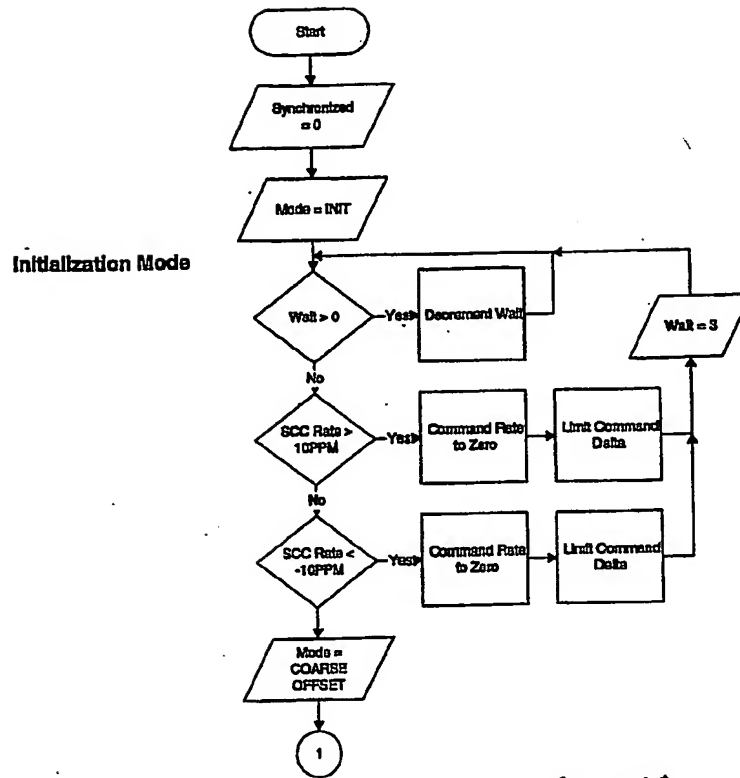 Start
Synchronized
= 0
Mode = INIT
Initialization Mode
Wait > 0
Yes
Decrement Wait
Wait = 3
No
SCC Rate >
10PPM
Yes
Command Rate
to Zero
Limit Command
Delta
No
SCC Rate <
-10PPM
Yes
Command Rate
to Zero
Limit Command
Delta
Mode =
COARSE
OFFSET
1